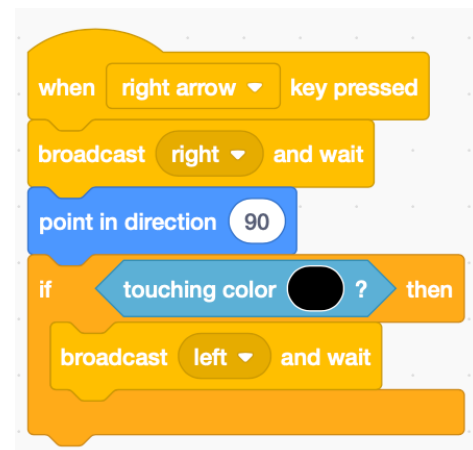 when right arrow key pressed
broadcast right and wait
point in direction 90
if touching color ? then
broadcast left and wait